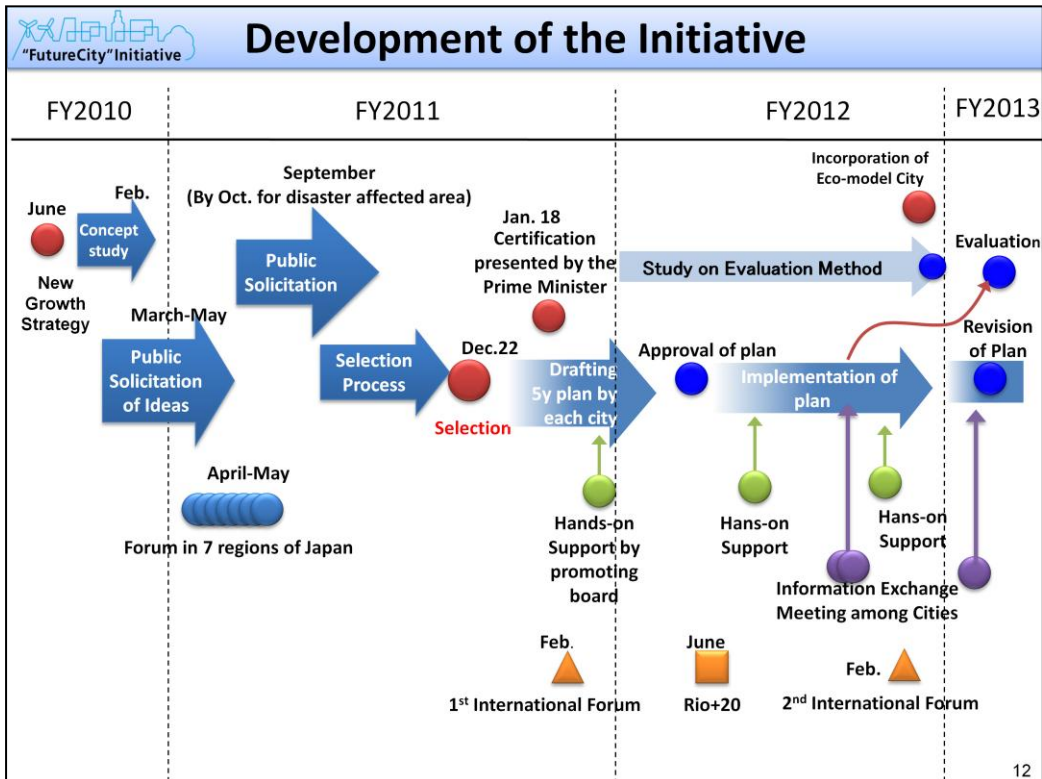 "FutureCity"Initiative
Development of the Initiative
FY2010
FY2011
FY2012
FY2013
June
New
Growth
Strategy
Feb.
Concept
study
March-May
Public
Solicitation
of Ideas
April-May
Forum in 7 regions of Japan
September
(By Oct. for disaster affected area)
Public
Solicitation
Selection
Process
Dec.22
Selection
Jan. 18
Certification
presented by the
Prime Minister
Drafting
5y plan by
each city
Hands-on
Support by
promoting
board
Feb.
1st International Forum
Incorporation of
Eco-model City
Study on Evaluation Method
Approval of plan
Implementation of
plan
Hans-on
Support
Hans-on
Support
Information Exchange
Meeting among Cities
June
Rio+20
Feb.
2nd International Forum
Evaluation
Revision
of Plan
12